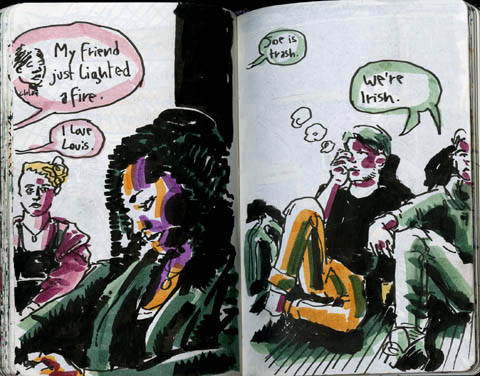 My friend
just lighted
a fire.
I love
Louis.
Joe is
trash.
We're
Irish.